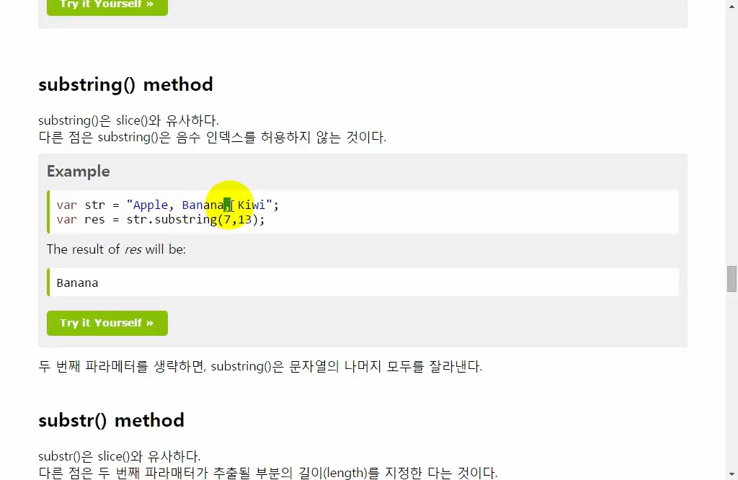 Try it Yourself »
substring() method
substring()은 slice()와 유사하다.
다른 점은 substring()은 음수 인덱스를 허용하지 않는 것이다.
Example
var str = "Apple, Banana, Kiwi";
var res = str.substring(7,13);
The result of res will be:
Banana
Try it Yourself »
두 번째 파라메터를 생략하면, substring()은 문자열의 나머지 모두를 잘라낸다.
substr() method
substr()은 slice()와 유사하다.
다른 점은 두 번째 파라매터가 추출될 부분의 길이(length)를 지정한 다는 것이다.